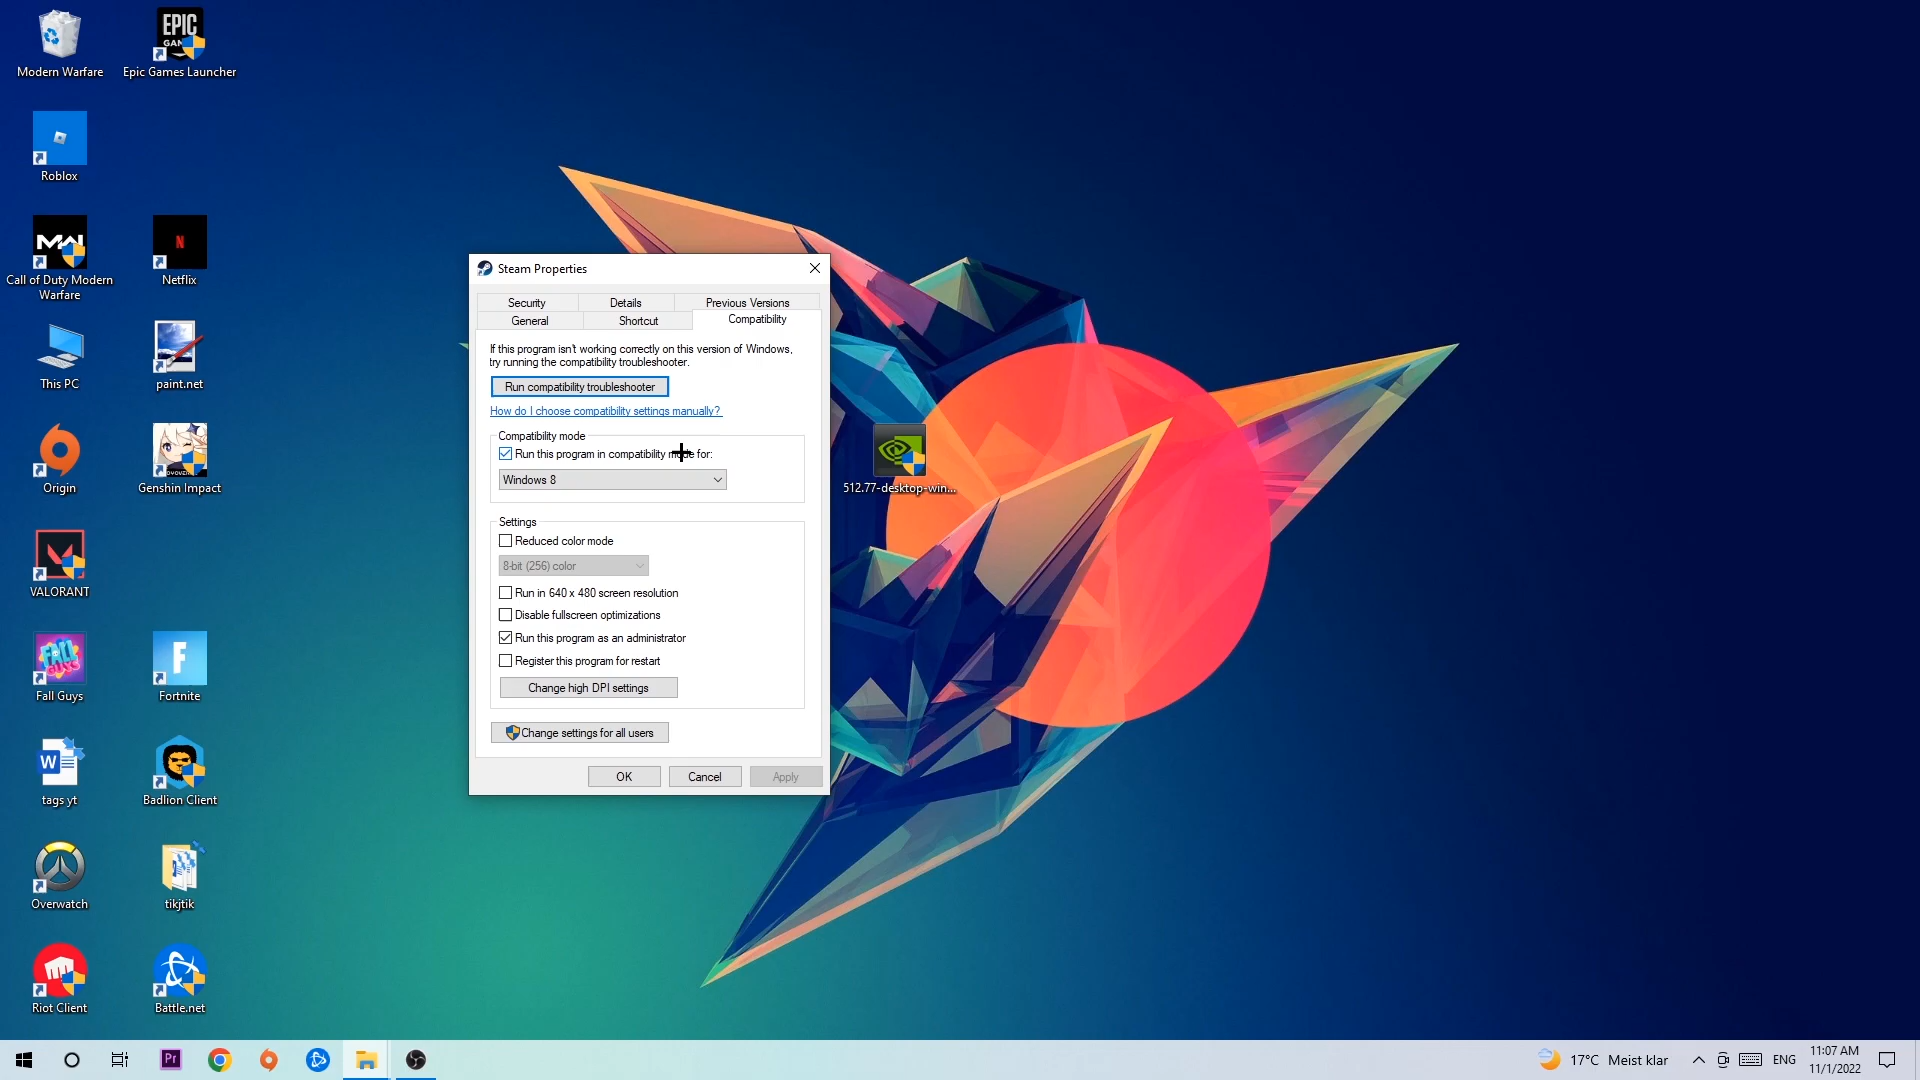 Modern Warfare
EPIC
GAM
Epic Games Launcher
Roblox
MW
Call of Duty Modern
Warfare
N
Netflix
This PC
paint.net
Origin
Genshin Impact
VALORANT
FALL
Fall Guys
F
Fortnite
W
tags yt
Badlion Client
Overwatch
tikjtik
Riot Client
Battle.net
Steam Properties
Security
Details
Previous Versions
General
Shortcut
Compatibility
If this program isn't working correctly on this version of Windows,
try running the compatibility troubleshooter.
Run compatibility troubleshooter
How do I choose compatibility settings manually?
Compatibility mode
Run this program in compatibility mode for:
Windows 8
Settings
Reduced color mode
8-bit (256) color
Run in 640 x 480 screen resolution
Disable fullscreen optimizations
Run this program as an administrator
Register this program for restart
Change high DPI settings
Change settings for all users
OK
Cancel
Apply
512.77-desktop-win...
Pr
17°C Meist klar
ENG
11:07 AM
11/1/2022